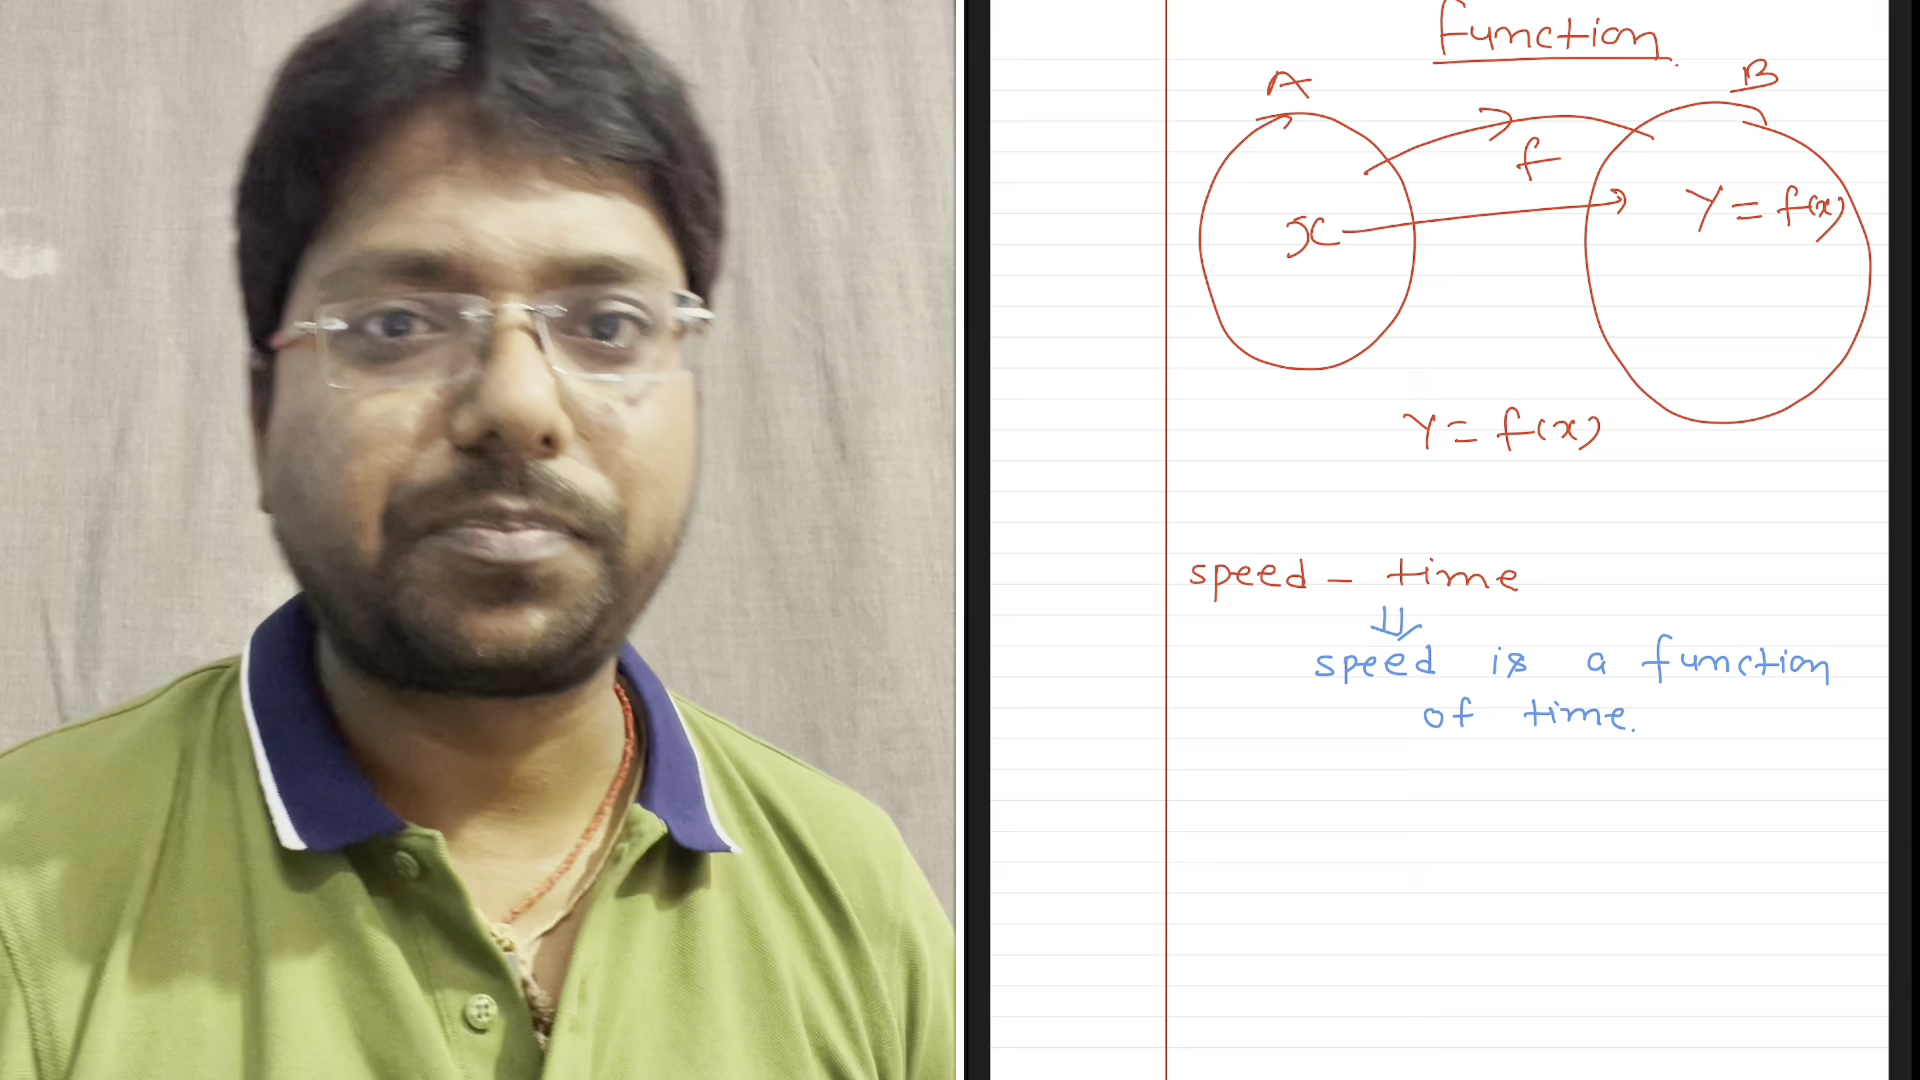 Function
A
B
f
x
Y = f(x)
Y = f(x)
speed - time
⇓
speed is a function
of time.